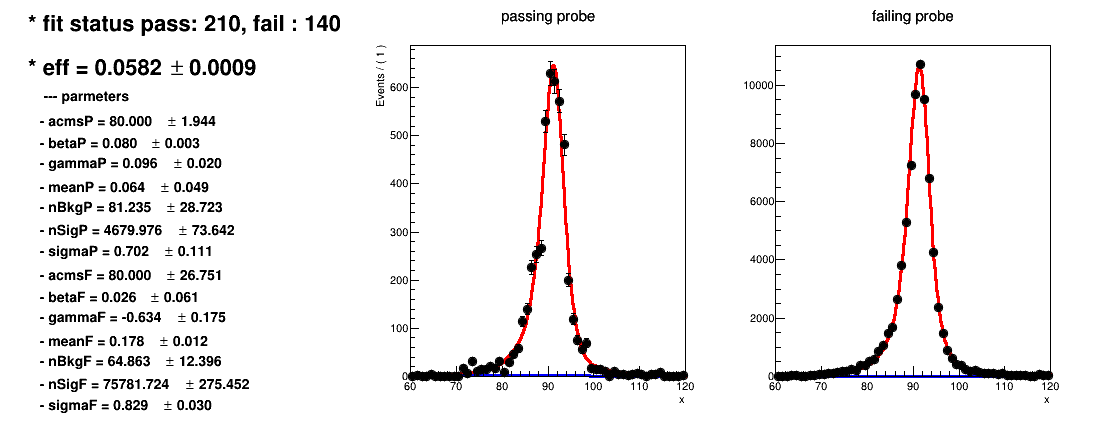 * fit status pass: 210, fail : 140
* eff = 0.0582 ± 0.0009
--- parmeters
- acmsP = 80.000 ± 1.944
- betaP = 0.080 ± 0.003
- gammaP = 0.096 ± 0.020
- meanP = 0.064 ± 0.049
- nBkgP = 81.235 ± 28.723
- nSigP = 4679.976 ± 73.642
- sigmaP = 0.702 ± 0.111
- acmsF = 80.000 ± 26.751
- betaF = 0.026 ± 0.061
- gammaF = -0.634 ± 0.175
- meanF = 0.178 ± 0.012
- nBkgF = 64.863 ± 12.396
- nSigF = 75781.724 ± 275.452
- sigmaF = 0.829 ± 0.030
passing probe
Events / ( 1 )
600
500
400
300
200
100
0
60 70 80 90 100 110 120
x
failing probe
10000
8000
6000
4000
2000
0
60 70 80 90 100 110 120
x